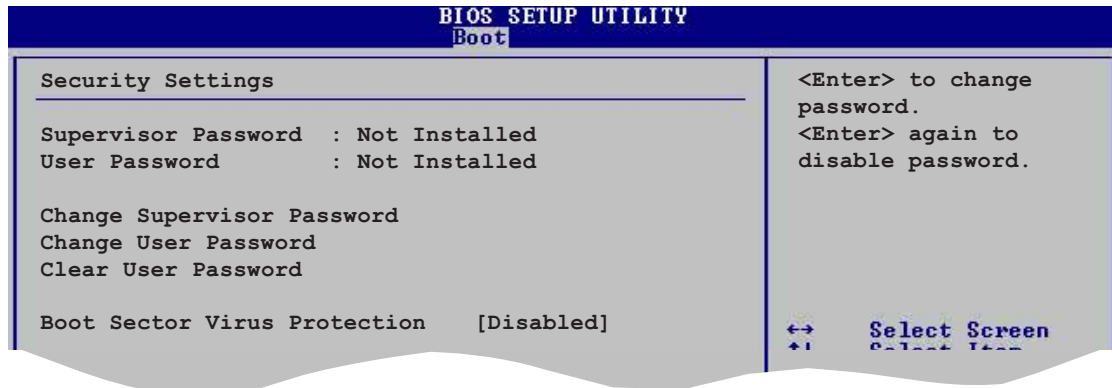 BIOS SETUP UTILITY
Boot
Security Settings
Supervisor Password : Not Installed
User Password : Not Installed
Change Supervisor Password
Change User Password
Clear User Password
Boot Sector Virus Protection [Disabled]
<Enter> to change
password.
<Enter> again to
disable password.
↔ Select Screen
↑↓ Select Item